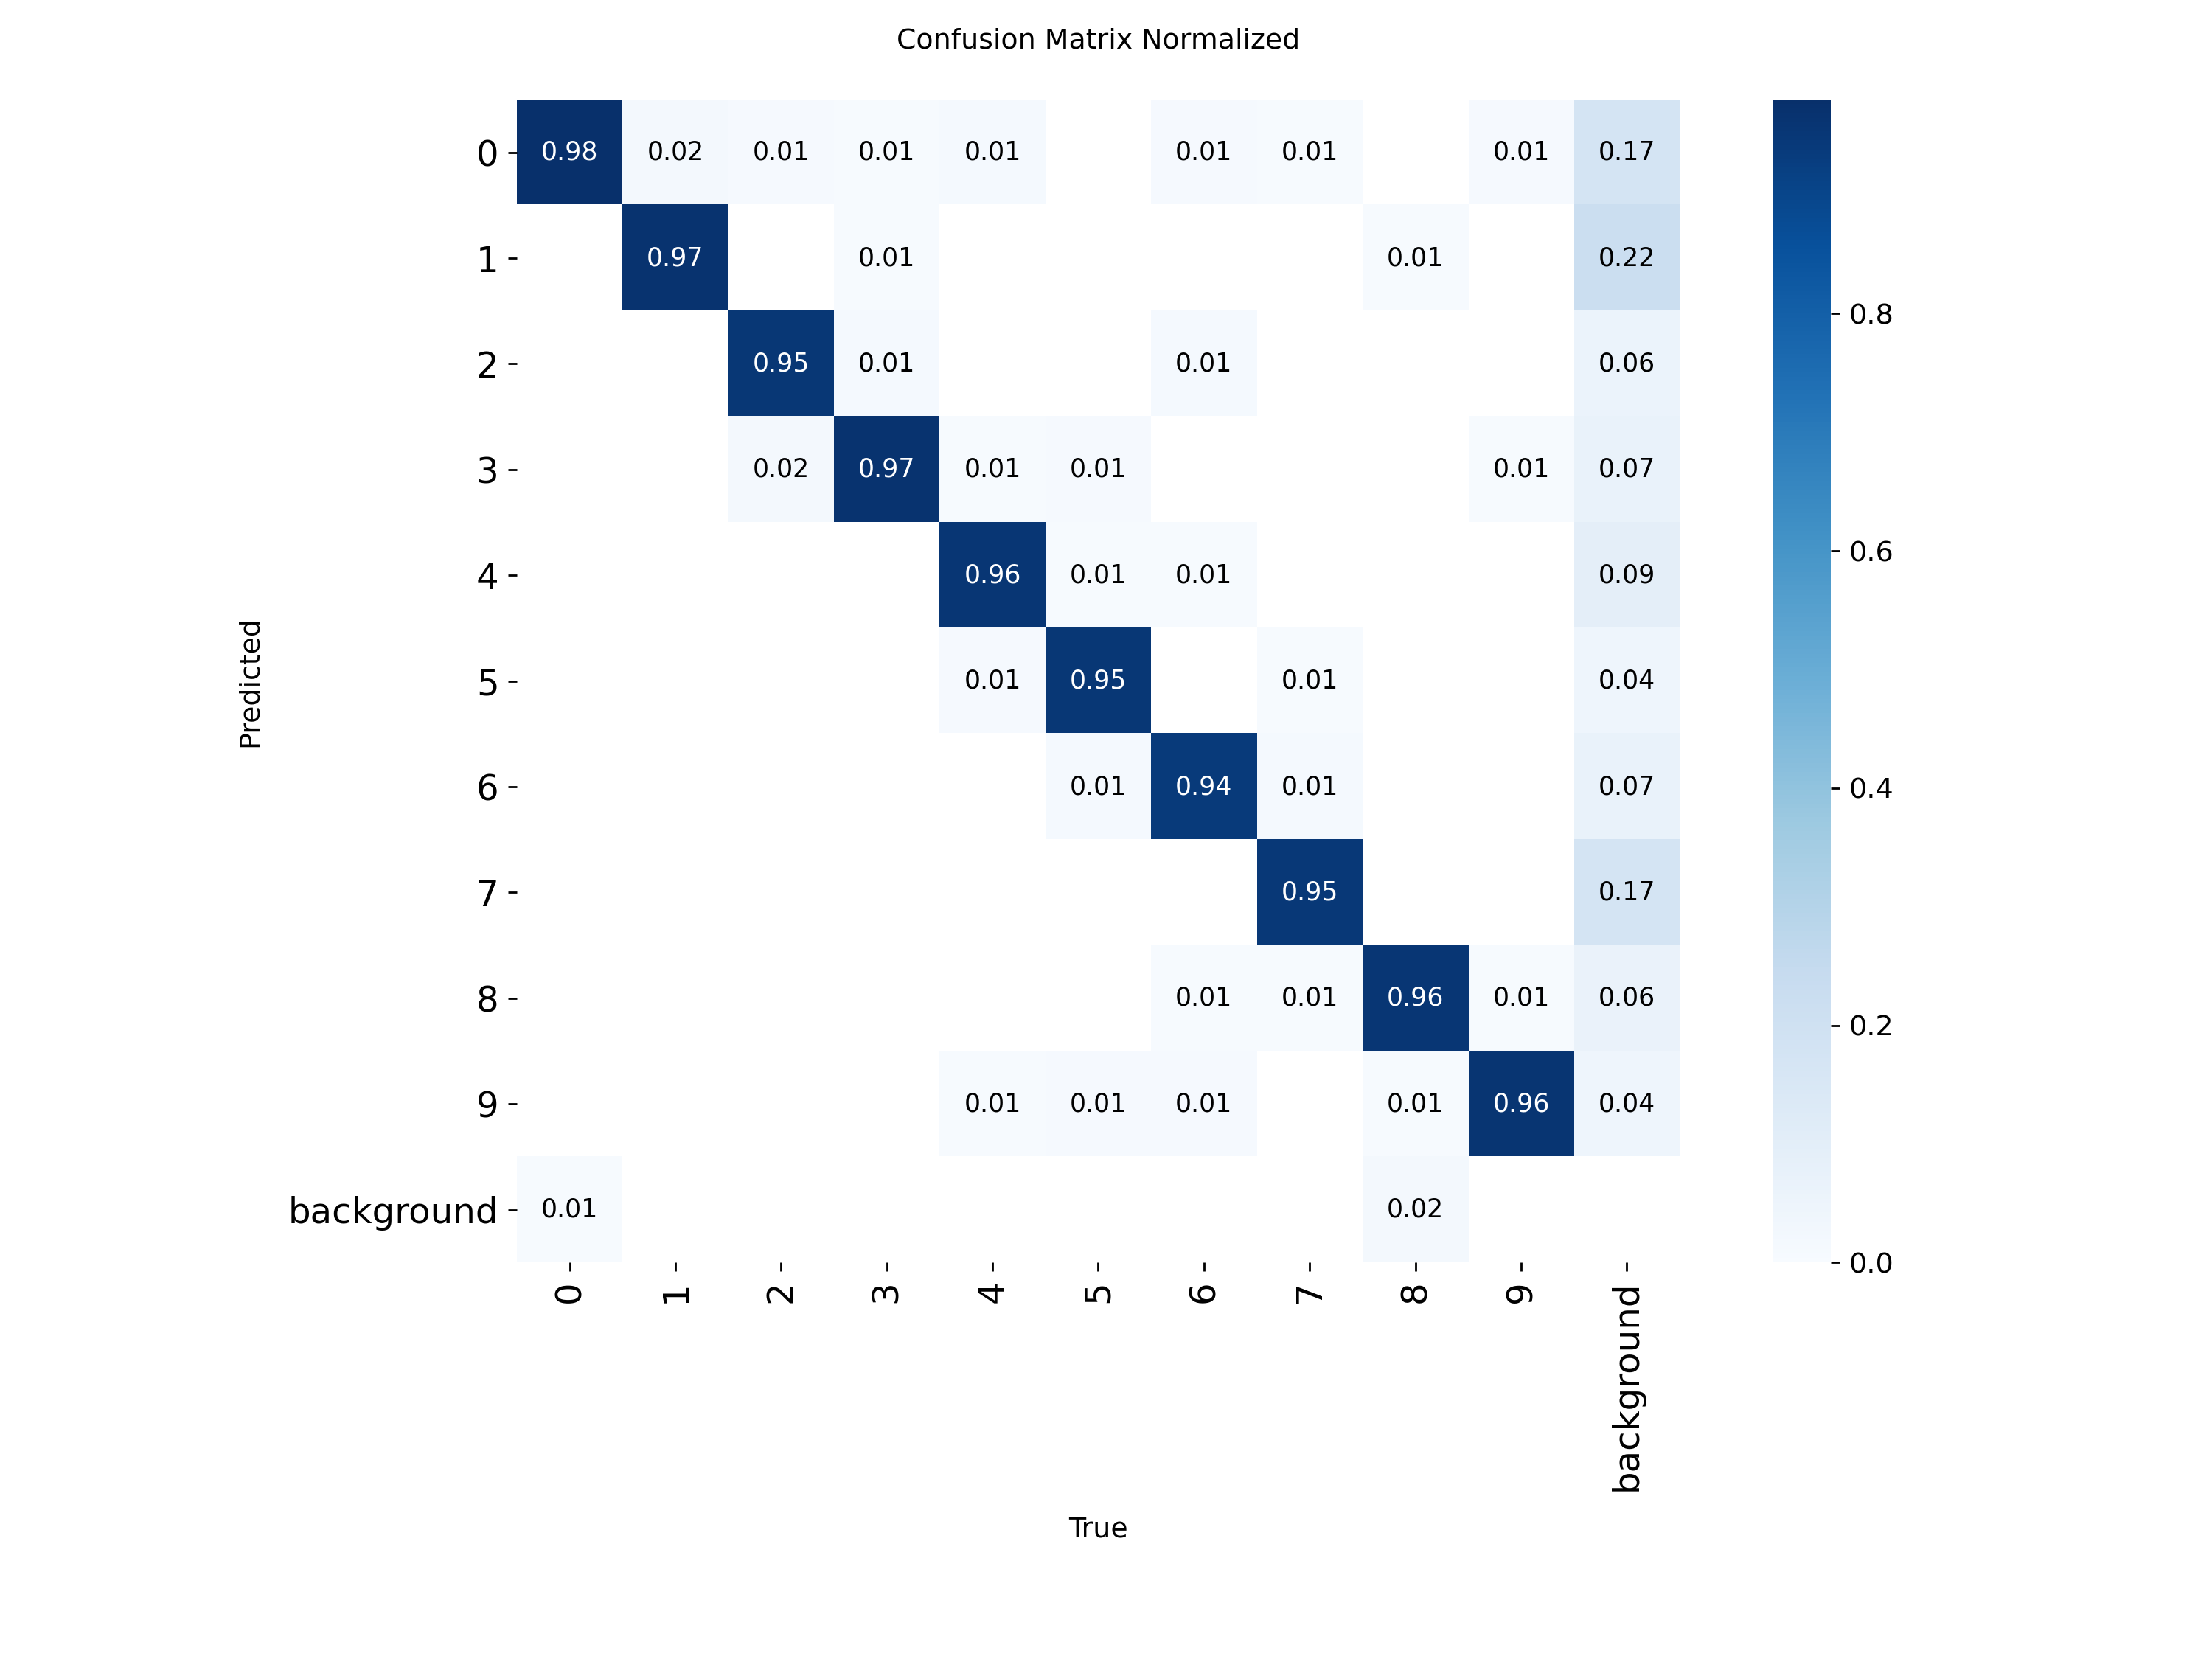 Confusion Matrix Normalized
0 0.98 0.02 0.01 0.01 0.01 0.01 0.01 0.01 0.17
1 0.97 0.01 0.01 0.22
0.8
2 0.95 0.01 0.01 0.06
3 0.02 0.97 0.01 0.01 0.01 0.07
0.6
4 0.96 0.01 0.01 0.09
Predicted
5 0.01 0.95 0.01 0.04
6 0.01 0.94 0.01 0.07
0.4
7 0.95 0.17
8 0.01 0.01 0.96 0.01 0.06
0.2
9 0.01 0.01 0.01 0.01 0.96 0.04
background 0.01 0.02
0.0
0 1 2 3 4 5 6 7 8 9 background
True